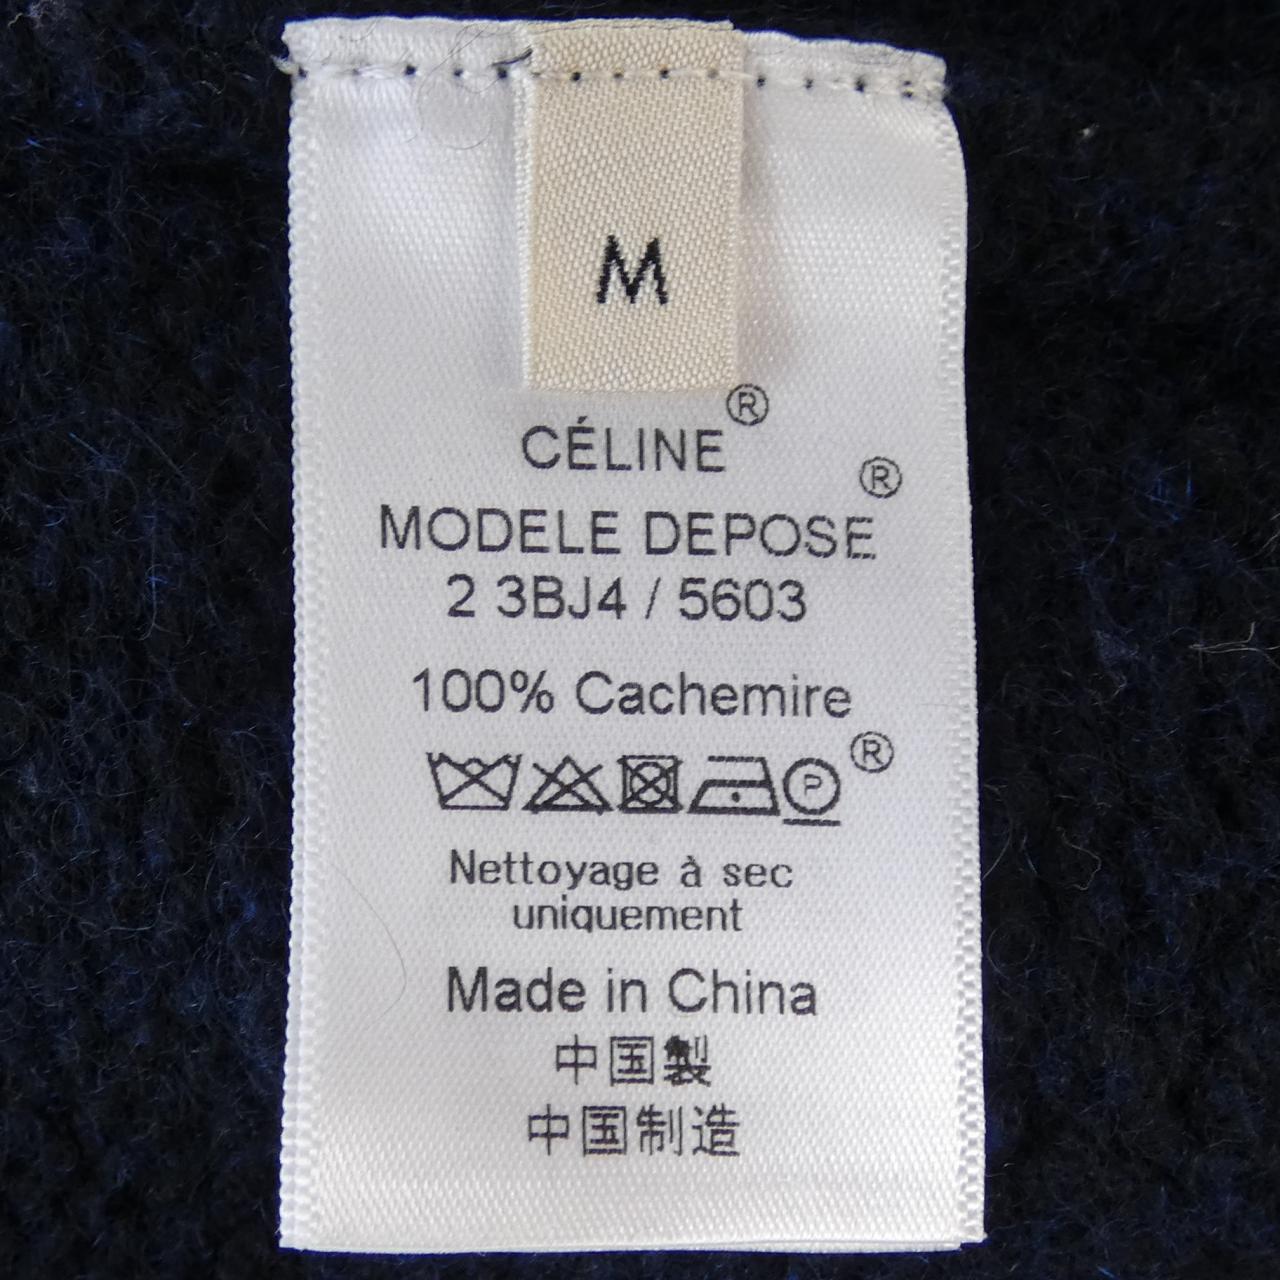 M
CÉLINE®
MODELE DEPOSE®
2 3BJ4 / 5603
100% Cachemire
P ®
Nettoyage à sec
uniquement
Made in China
中国製
中国制造